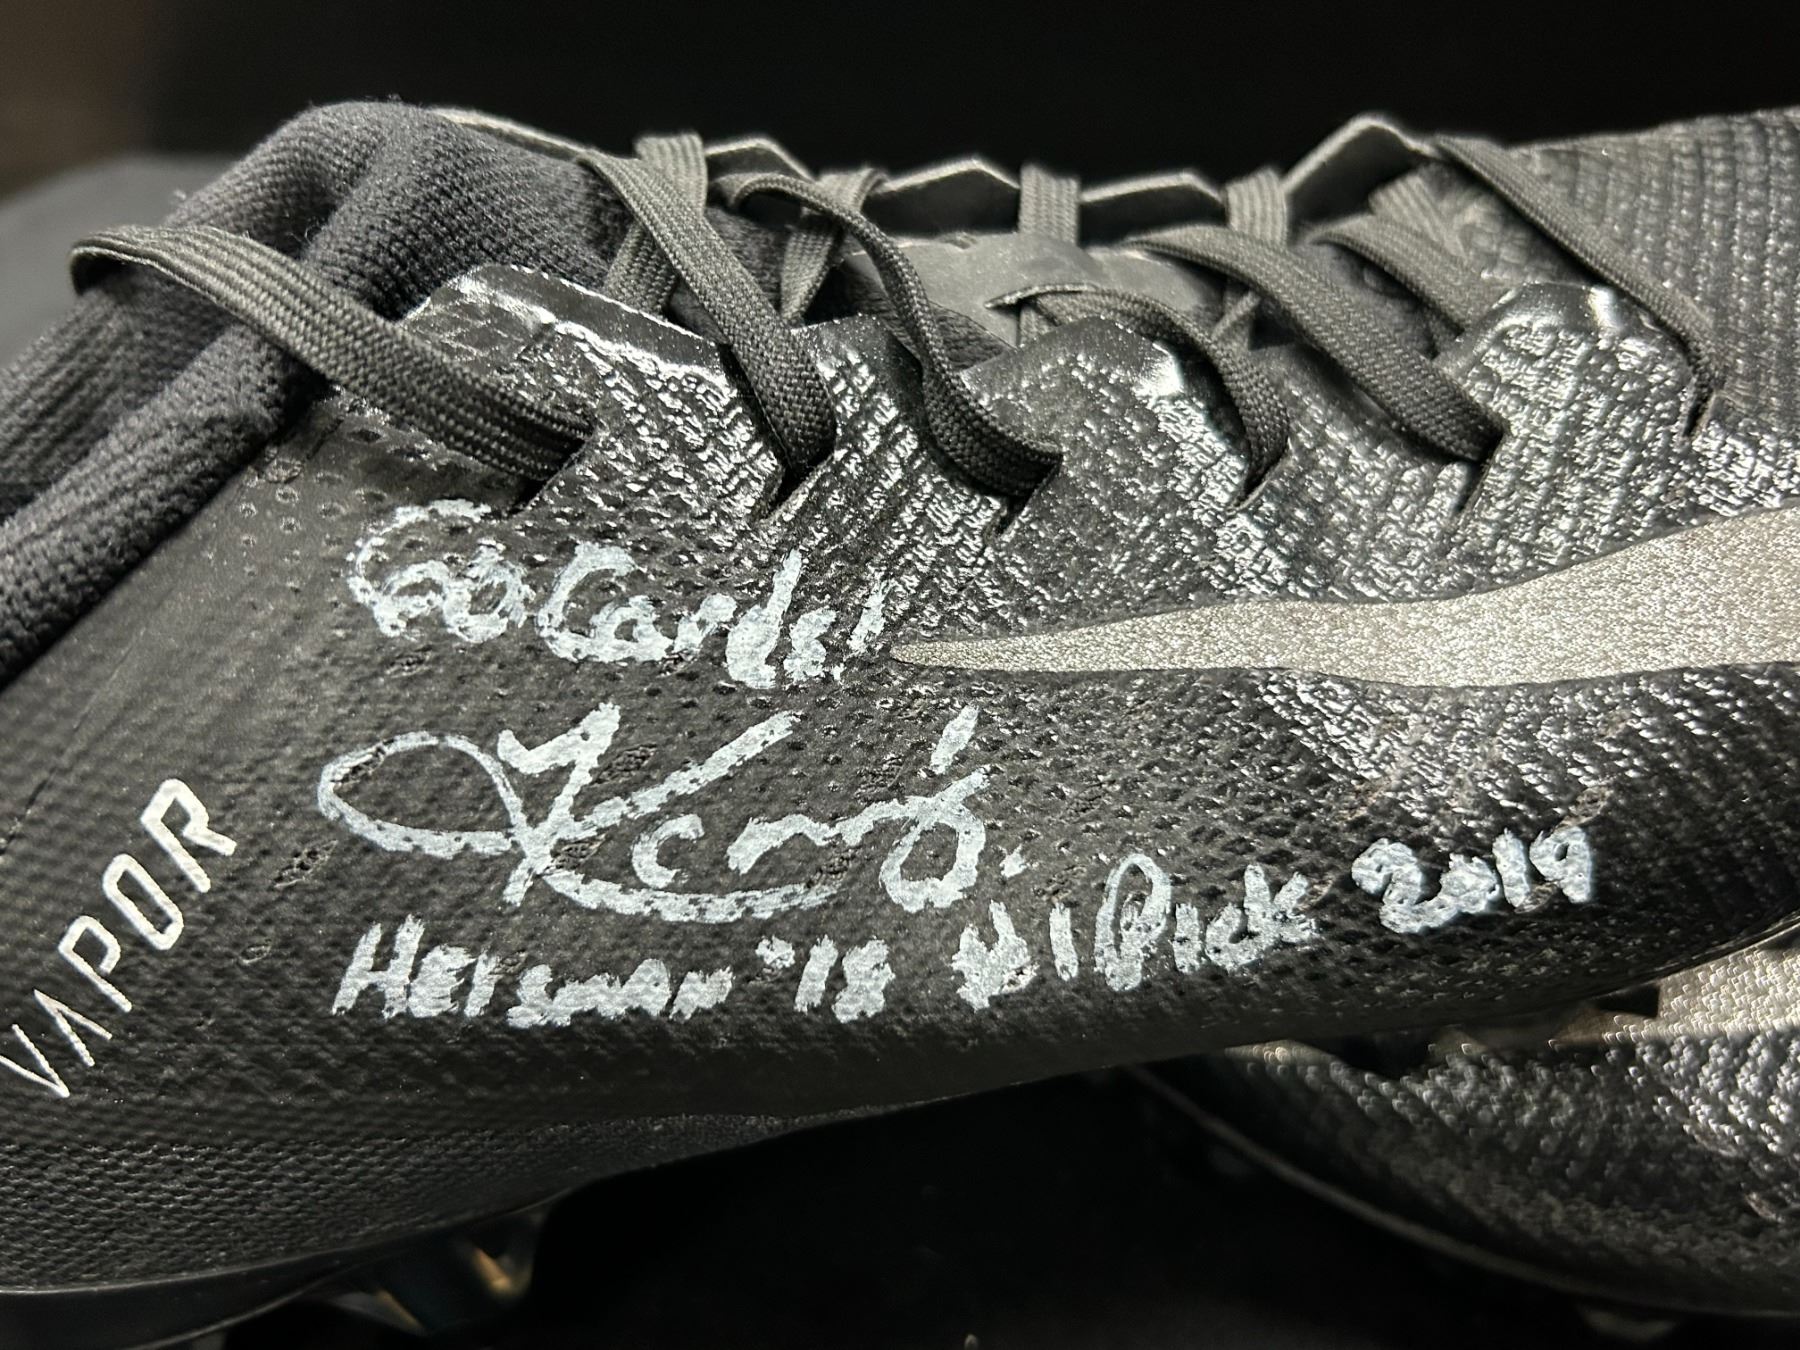 Go Cards!
Heisman '18 #1 Pick 2019
VAPOR